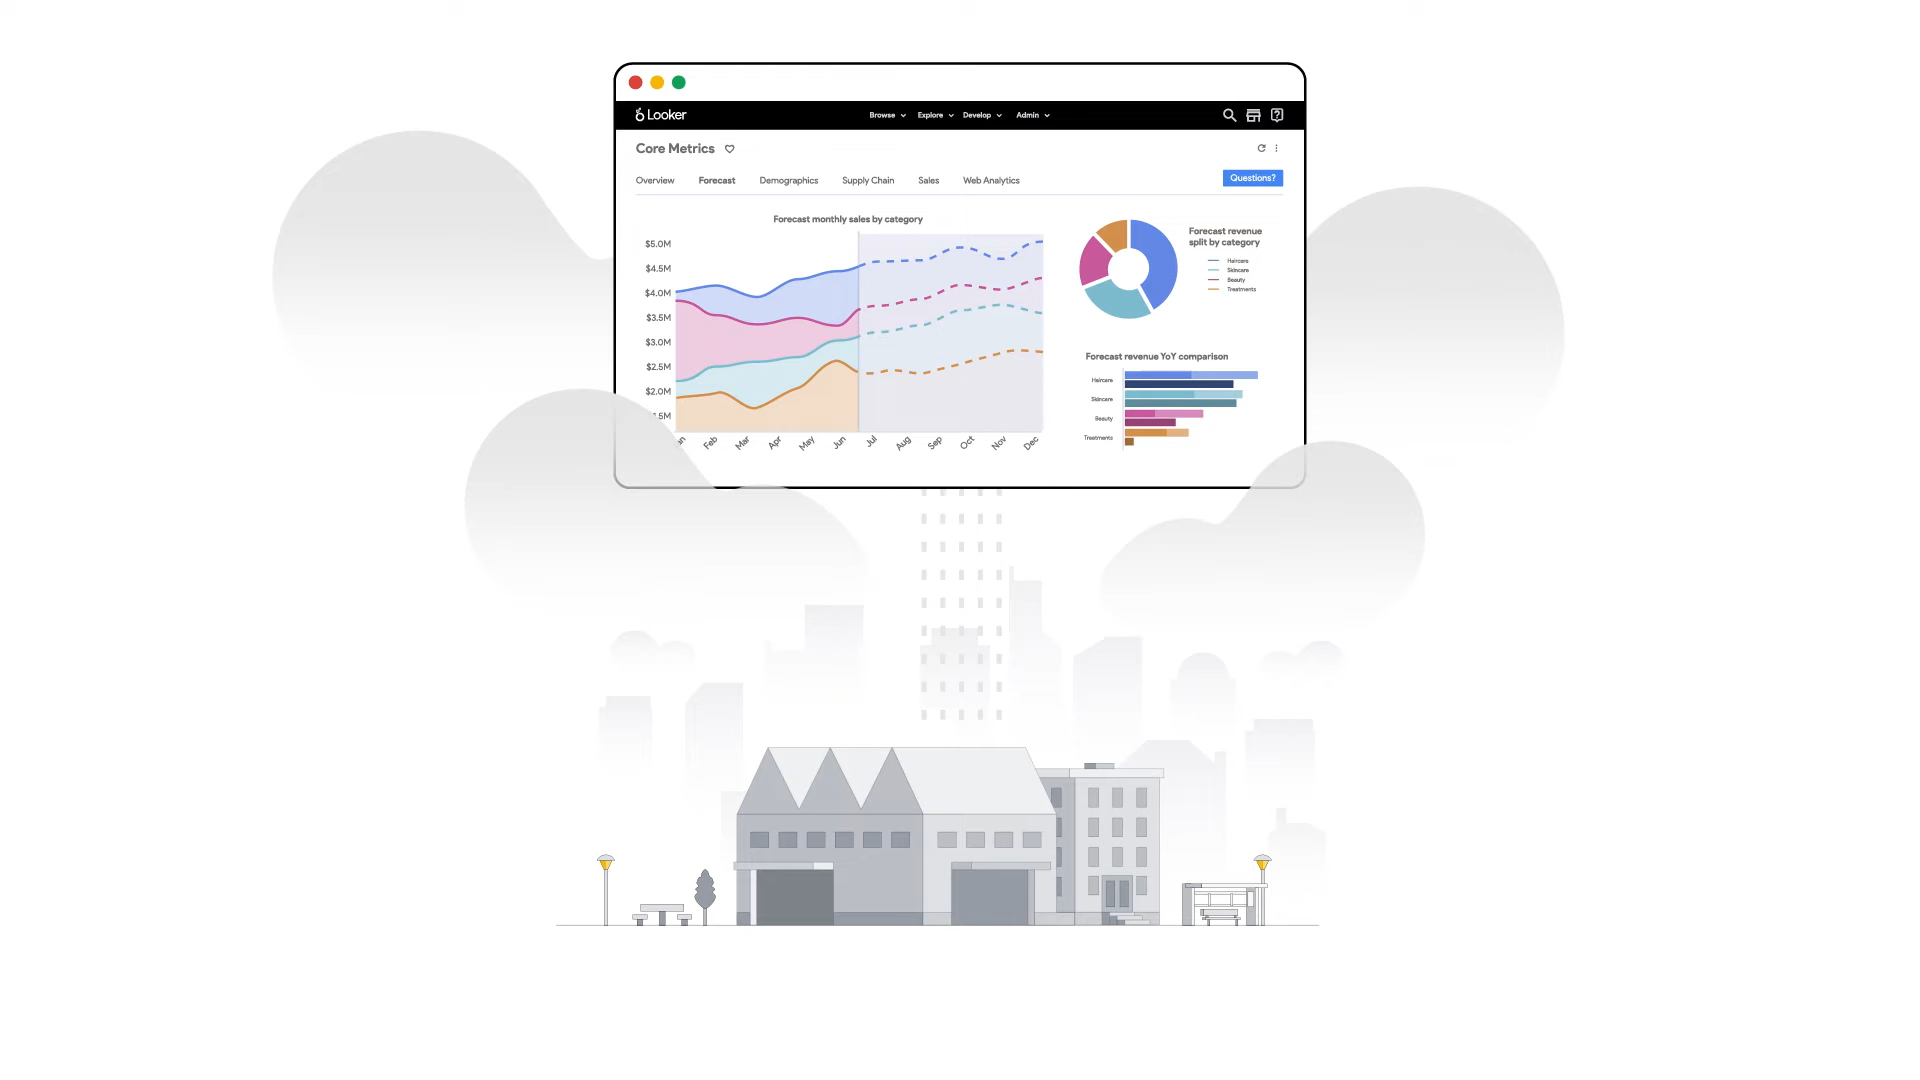 Looker
Browse
Explore
Develop
Admin
Core Metrics
Overview
Forecast
Demographics
Supply Chain
Sales
Web Analytics
Questions?
Forecast monthly sales by category
$5.0M
$4.5M
$4.0M
$3.5M
$3.0M
$2.5M
$2.0M
.5M
an
Feb
Mar
Apr
May
Jun
Jul
Aug
Sep
Oct
Nov
Dec
Forecast revenue
split by category
Haircare
Skincare
Beauty
Treatments
Forecast revenue YoY comparison
Haircare
Skincare
Beauty
Treatments